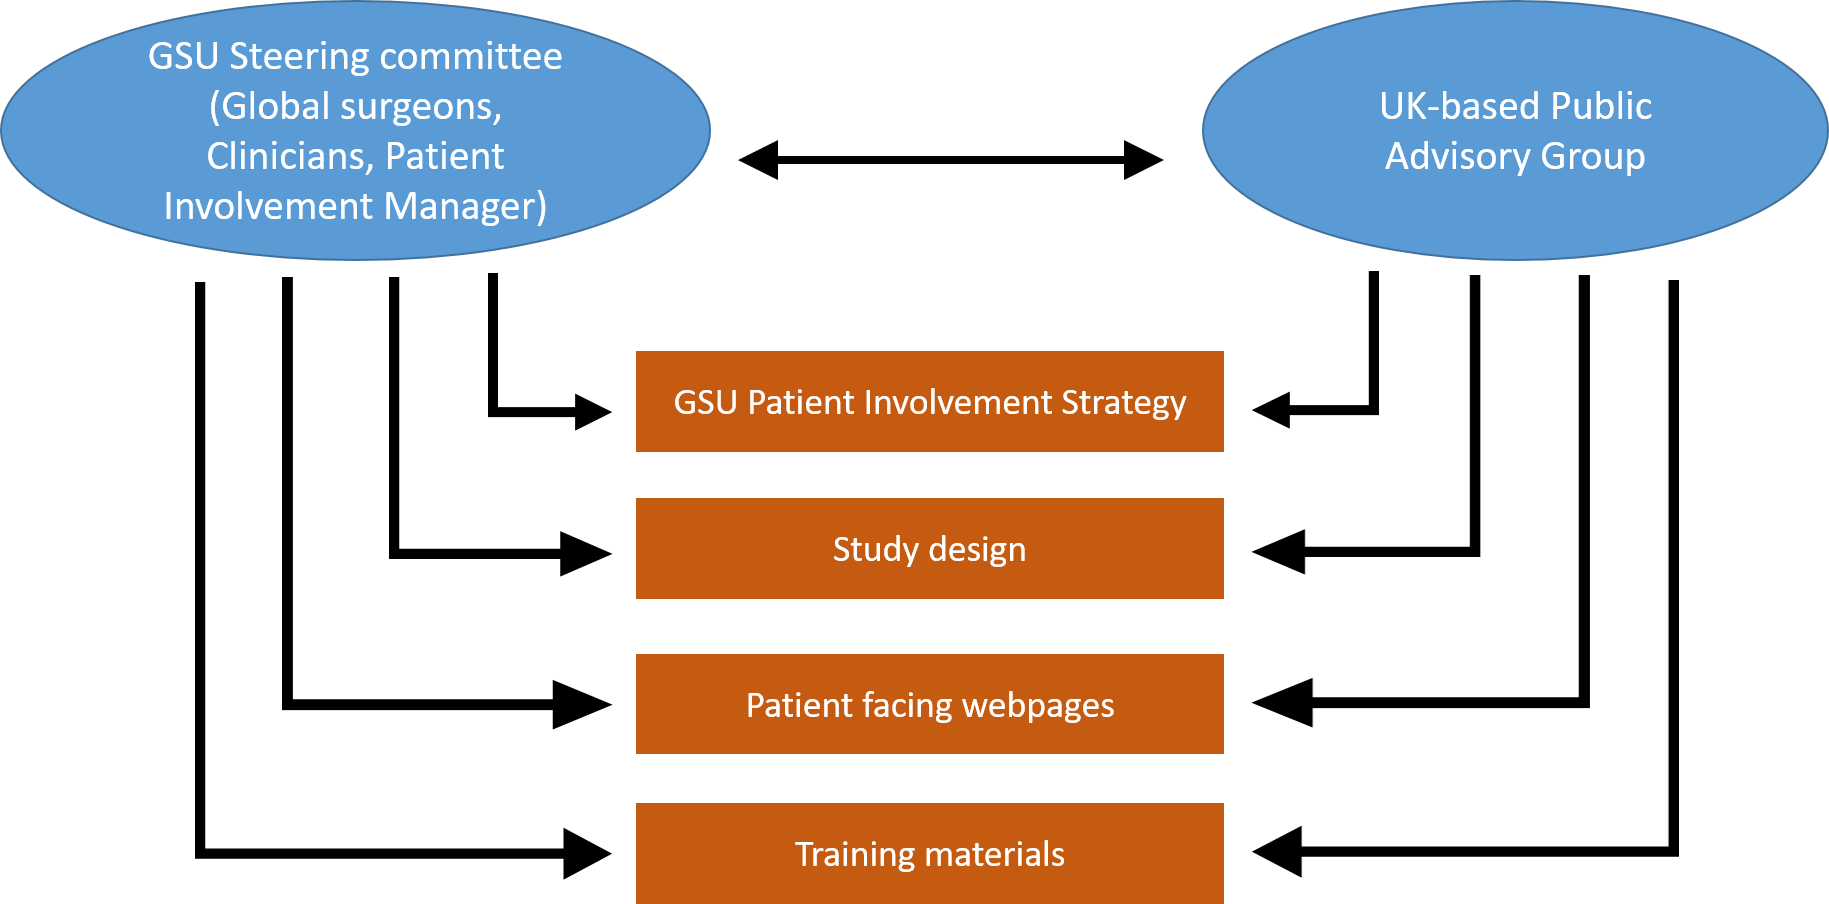 GSU Steering committee
(Global surgeons,
Clinicians, Patient
Involvement Manager)
UK-based Public
Advisory Group
GSU Patient Involvement Strategy
Study design
Patient facing webpages
Training materials